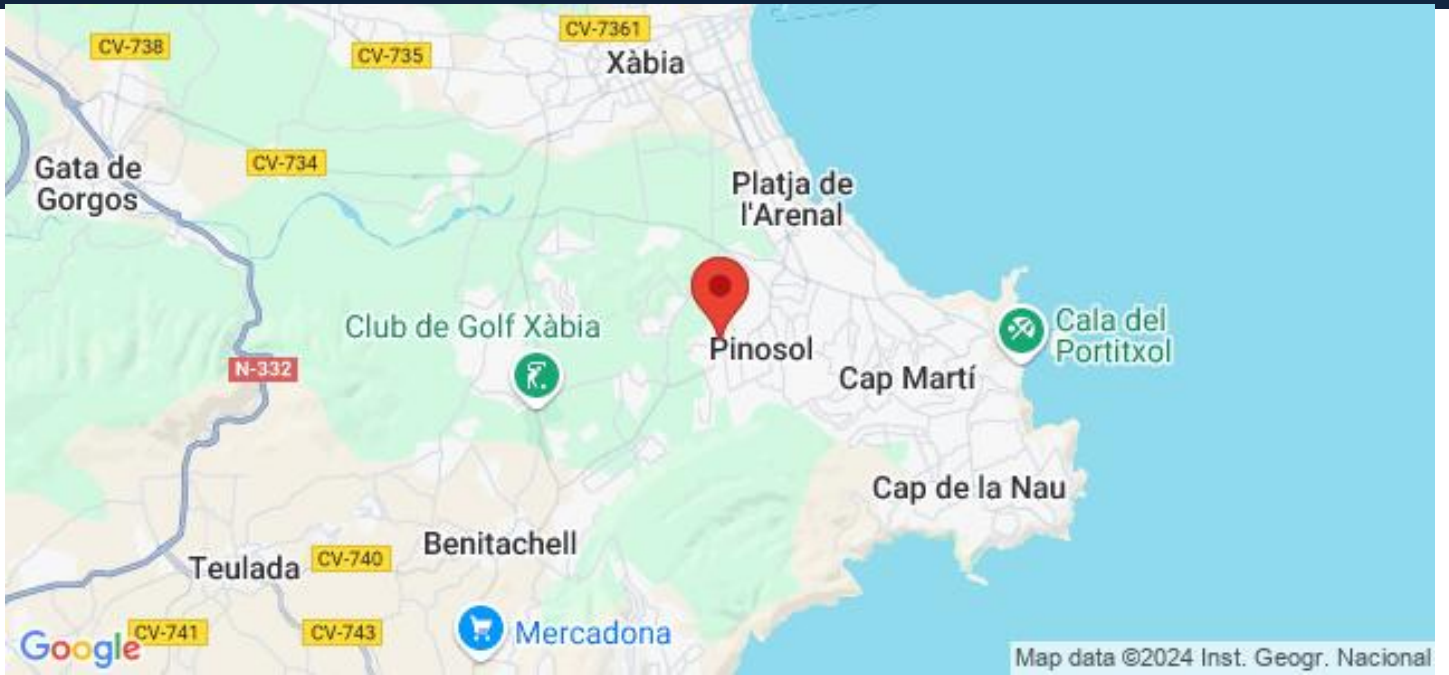 CV-7361
CV-738
CV-735
Xàbia
Gata de
Gorgos
CV-734
Platja de
l'Arenal
Club de Golf Xàbia
Cala del
Portitxol
Pinosol
N-332
Cap Martí
Cap de la Nau
Benitachell
Teulada
CV-740
CV-741
CV-743
Mercadona
Google
Map data ©2024 Inst. Geogr. Nacional